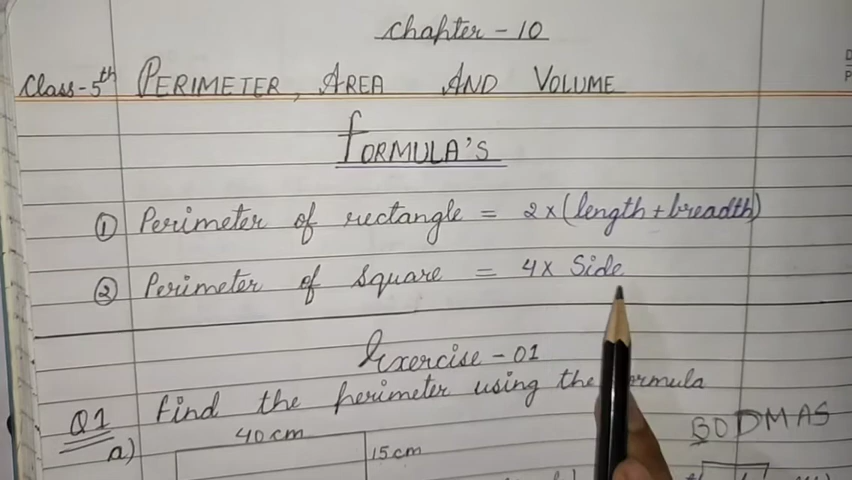 Chapter - 10
Class-5th PERIMETER, AREA AND VOLUME
FORMULA'S
① Perimeter of rectangle = 2×(length+breadth)
② Perimeter of square = 4× Side
Exercise - 01
Q1 Find the perimeter using the formula
BODMAS
a) 40 cm
15 cm